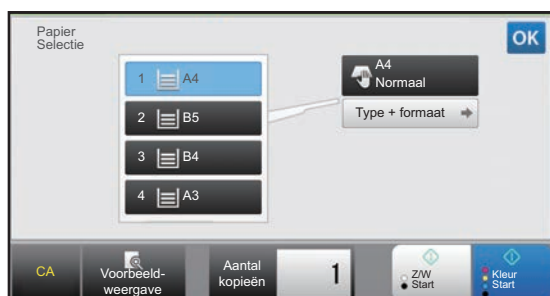 Papier
Selectie
OK
1 A4
2 B5
3 B4
4 A3
A4
Normaal
Type + formaat
CA
Voorbeeld-
weergave
Aantal
kopieën
1
Z/W
Start
Kleur
Start